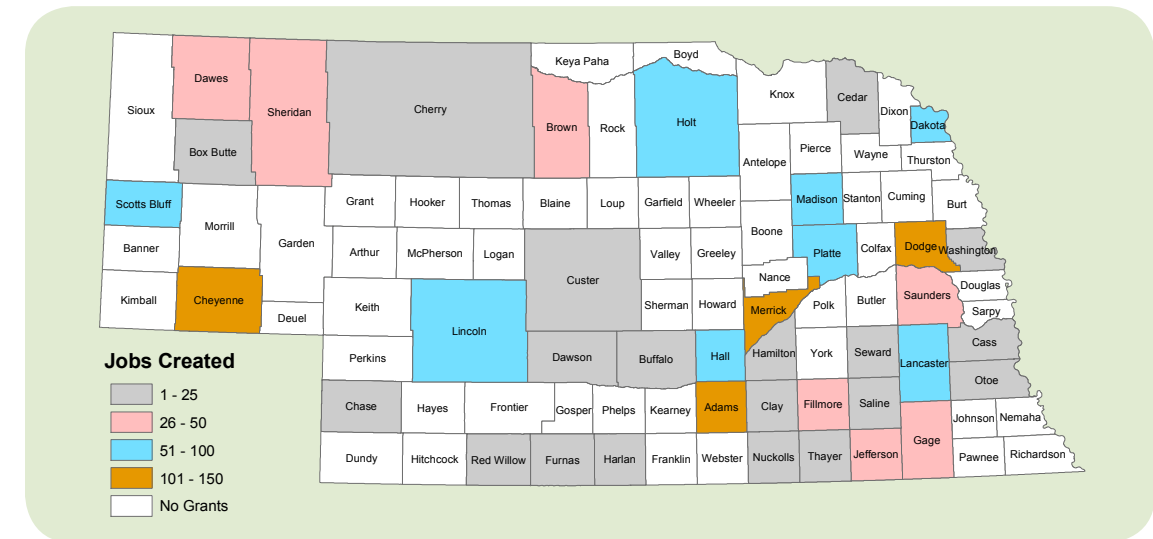 Keya Paha
Boyd
Dawes
Sheridan
Sioux
Cherry
Brown
Rock
Holt
Knox
Cedar
Dixon
Dakota
Box Butte
Antelope
Pierce
Wayne
Thurston
Scotts Bluff
Morrill
Garden
Grant
Hooker
Thomas
Blaine
Loup
Garfield
Wheeler
Madison
Stanton
Cuming
Burt
Banner
Arthur
McPherson
Logan
Custer
Valley
Greeley
Boone
Platte
Colfax
Dodge
Washington
Kimball
Cheyenne
Deuel
Keith
Lincoln
Sherman
Howard
Nance
Merrick
Polk
Butler
Saunders
Douglas
Sarpy
Perkins
Dawson
Buffalo
Hall
Hamilton
York
Seward
Lancaster
Cass
Otoe
Chase
Hayes
Frontier
Gosper
Phelps
Kearney
Adams
Clay
Fillmore
Saline
Gage
Johnson
Nemaha
Dundy
Hitchcock
Red Willow
Furnas
Harlan
Franklin
Webster
Nuckolls
Thayer
Jefferson
Pawnee
Richardson
Jobs Created
1 - 25
26 - 50
51 - 100
101 - 150
No Grants